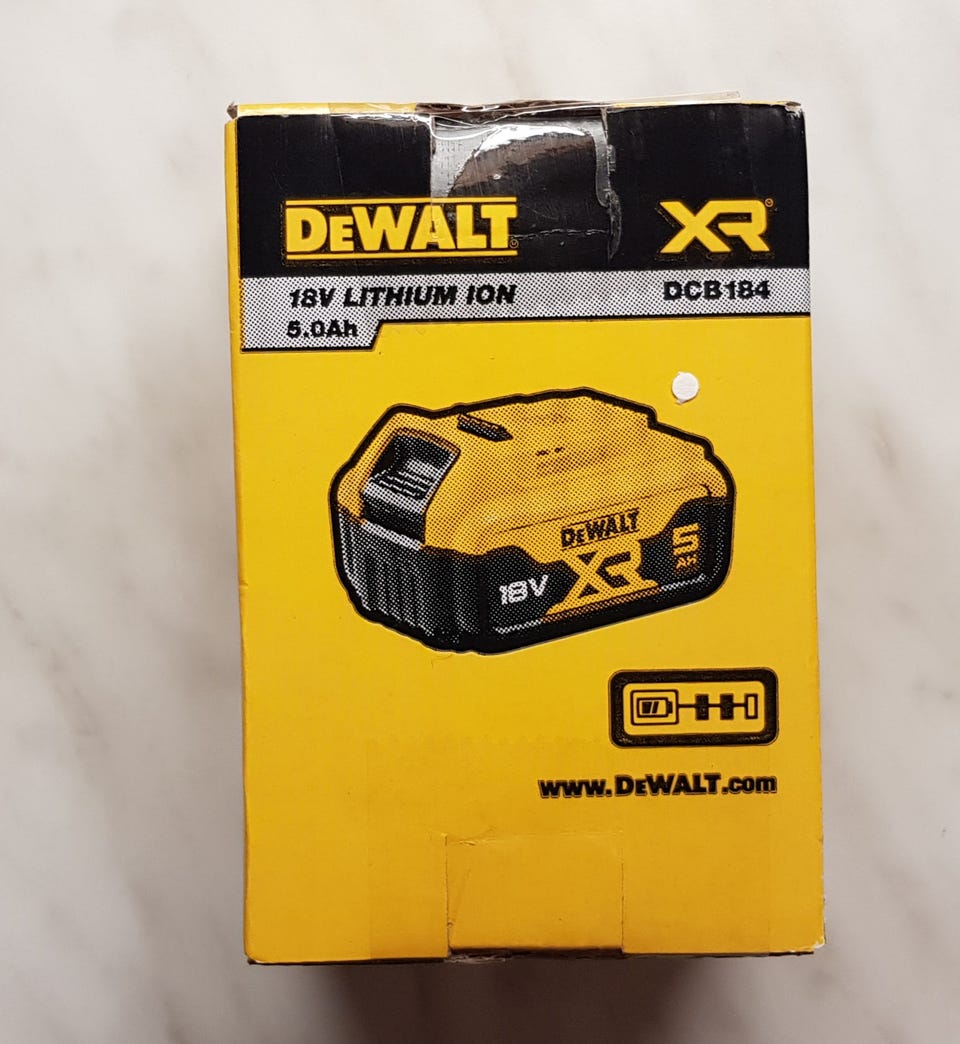 DEWALT XR
18V LITHIUM ION DCB184
5.0Ah
DEWALT
18V XR 5
AH
www.DEWALT.com